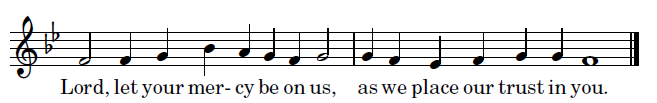 Lord, let your mer- cy be on us, as we place our trust in you.